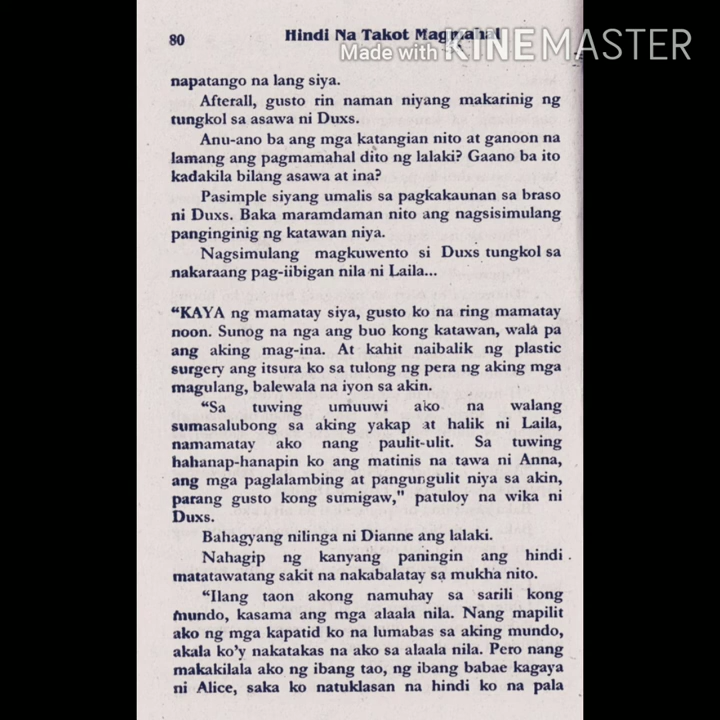 80
Hindi Na Takot Magmahal
Made with KINEMASTER
napatango na lang siya.
Afterall, gusto rin naman niyang makarinig ng
tungkol sa asawa ni Duxs.
Anu-ano ba ang mga katangian nito at ganoon na
lamang ang pagmamahal dito ng lalaki? Gaano ba ito
kadakila bilang asawa at ina?
Pasimple siyang umalis sa pagkakaunan sa braso
ni Duxs. Baka maramdaman nito ang nagsisimulang
panginginig ng katawan niya.
Nagsimulang magkuwento si Duxs tungkol sa
nakaraang pag-iibigan nila ni Laila...
“KAYA ng mamatay siya, gusto ko na ring mamatay
noon. Sunog na nga ang buo kong katawan, wala pa
ang aking mag-ina. At kahit naibalik ng plastic
surgery ang itsura ko sa tulong ng pera ng aking mga
magulang, balewala na iyon sa akin.
“Sa tuwing umuuwi ako na walang
sumasalubong sa aking yakap at halik ni Laila,
namamatay ako nang paulit-ulit. Sa tuwing
hahanap-hanapin ko ang matinis na tawa ni Anna,
ang mga paglalambing at pangungulit niya sa akin,
parang gusto kong sumigaw," patuloy na wika ni
Duxs.
Bahagyang nilinga ni Dianne ang lalaki.
Nahagip ng kanyang paningin ang hindi
matatawatang sakit na nakabalatay sa mukha nito.
“Ilang taon akong namuhay sa sarili kong
mundo, kasama ang mga alaala nila. Nang mapilit
ako ng mga kapatid ko na lumabas sa aking mundo,
akala ko’y nakatakas na ako sa alaala nila. Pero nang
makakilala ako ng ibang tao, ng ibang babae kagaya
ni Alice, saka ko natuklasan na hindi ko na pala